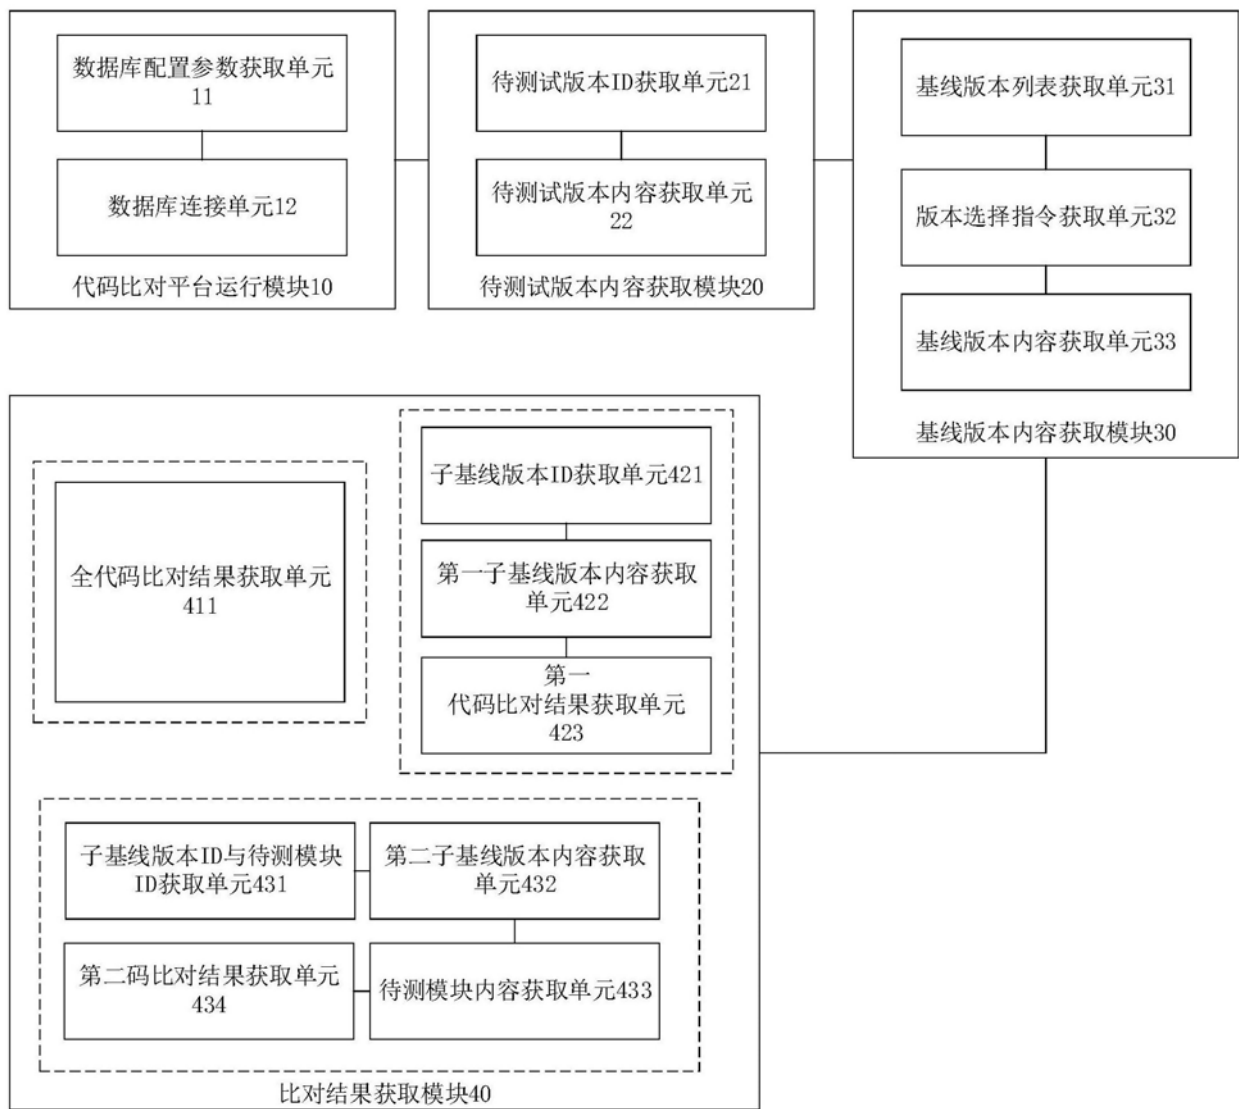 数据库配置参数获取单元
11
数据库连接单元12
代码比对平台运行模块10
待测试版本ID获取单元21
待测试版本内容获取单元
22
待测试版本内容获取模块20
基线版本列表获取单元31
版本选择指令获取单元32
基线版本内容获取单元33
基线版本内容获取模块30
全代码比对结果获取单元
411
子基线版本ID获取单元421
第一子基线版本内容获取
单元422
第一
代码比对结果获取单元
423
子基线版本ID与待测模块
ID获取单元431
第二子基线版本内容获取
单元432
第二码比对结果获取单元
434
待测模块内容获取单元433
比对结果获取模块40